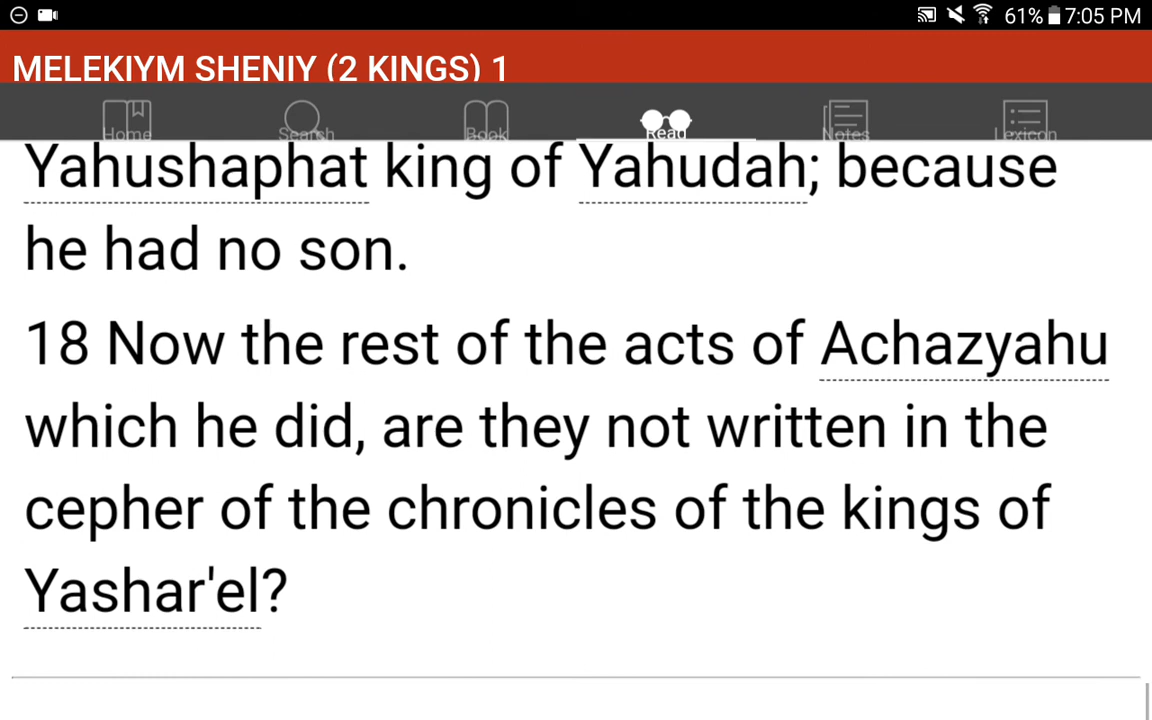 61% 7:05 PM
MELEKIYM SHENIY (2 KINGS) 1
Home Search Book Read Notes Lexicon
Yahushaphat king of Yahudah; because
he had no son.
18 Now the rest of the acts of Achazyahu
which he did, are they not written in the
cepher of the chronicles of the kings of
Yashar'el?